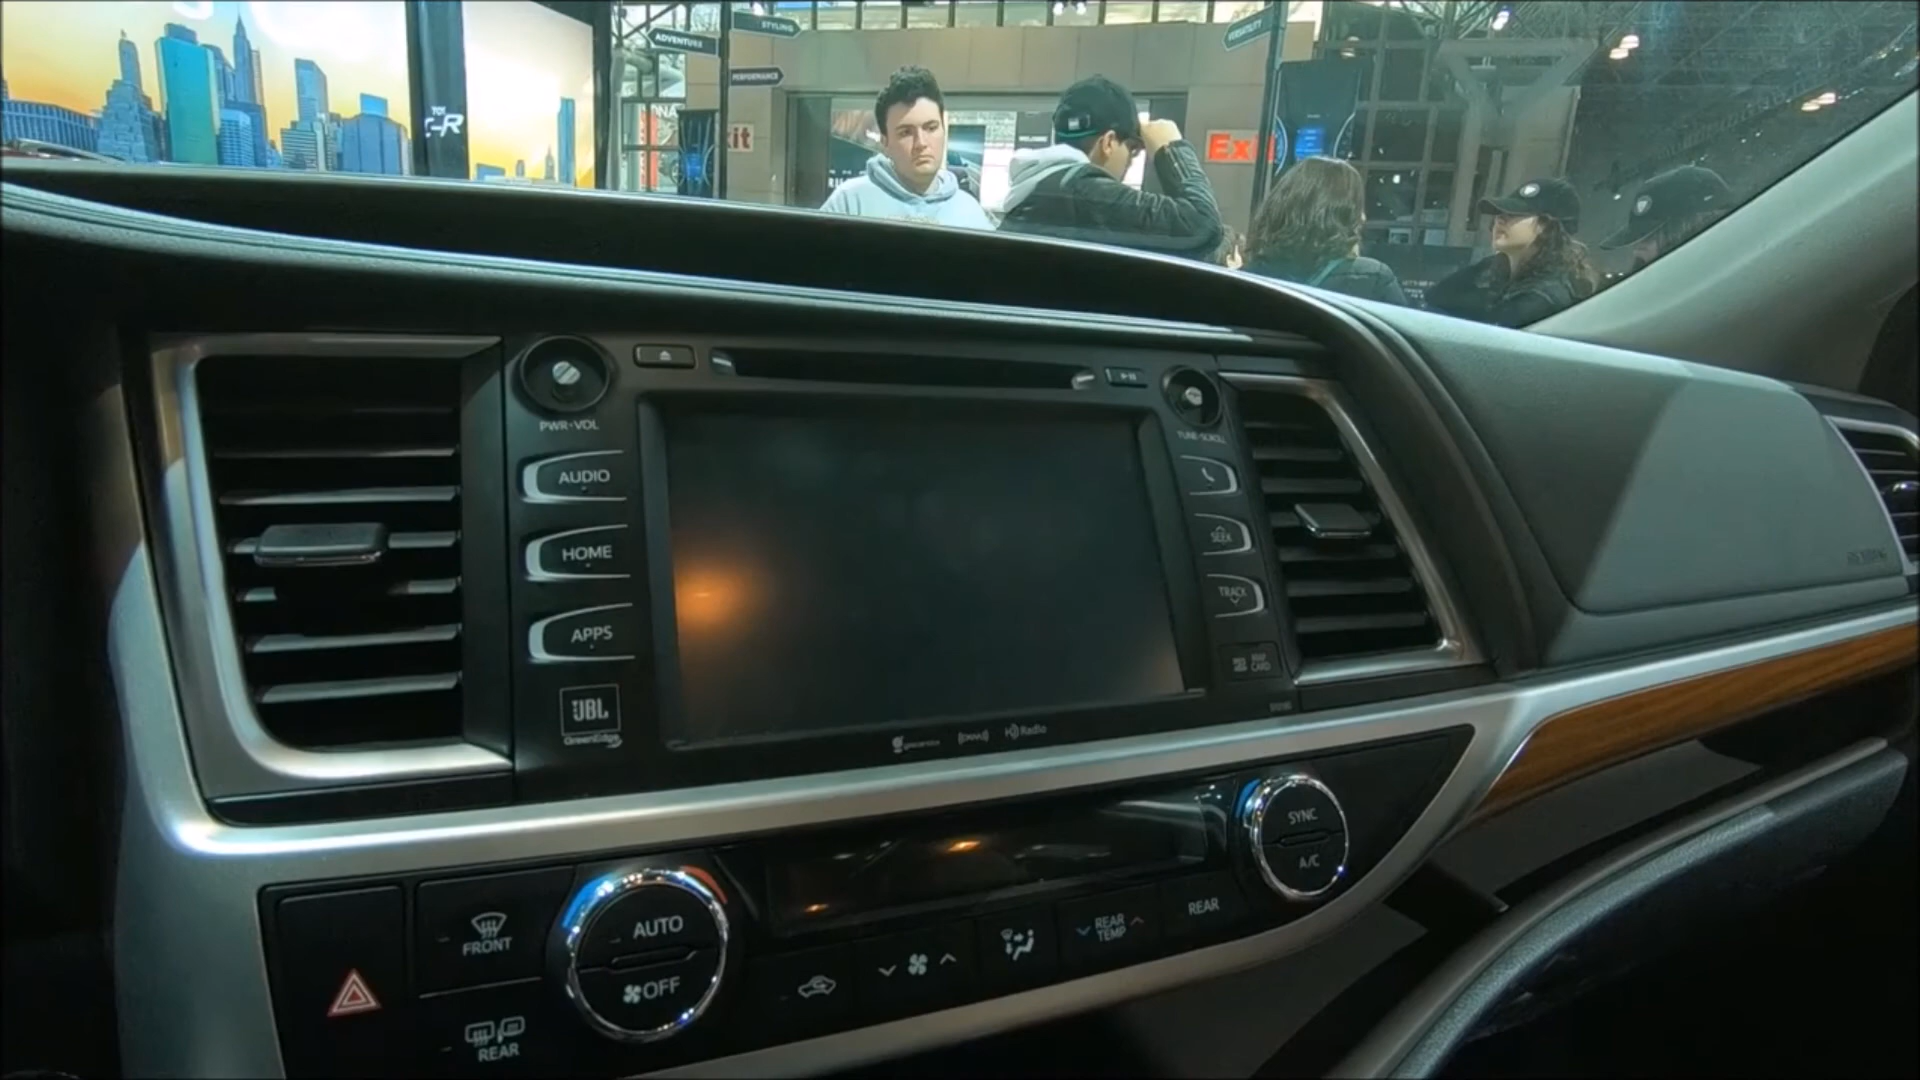 STYLING
ADVENTURE
PERFORMANCE
VERSATILITY
C-R
Exit
PWR•VOL
TUNE•SCROLL
AUDIO
HOME
APPS
SEEK
TRACK
MAP
CARD
JBL
GreenEdge
gracenote
HD Radio
AUTO
OFF
FRONT
REAR
REAR
TEMP
REAR
SYNC
A/C